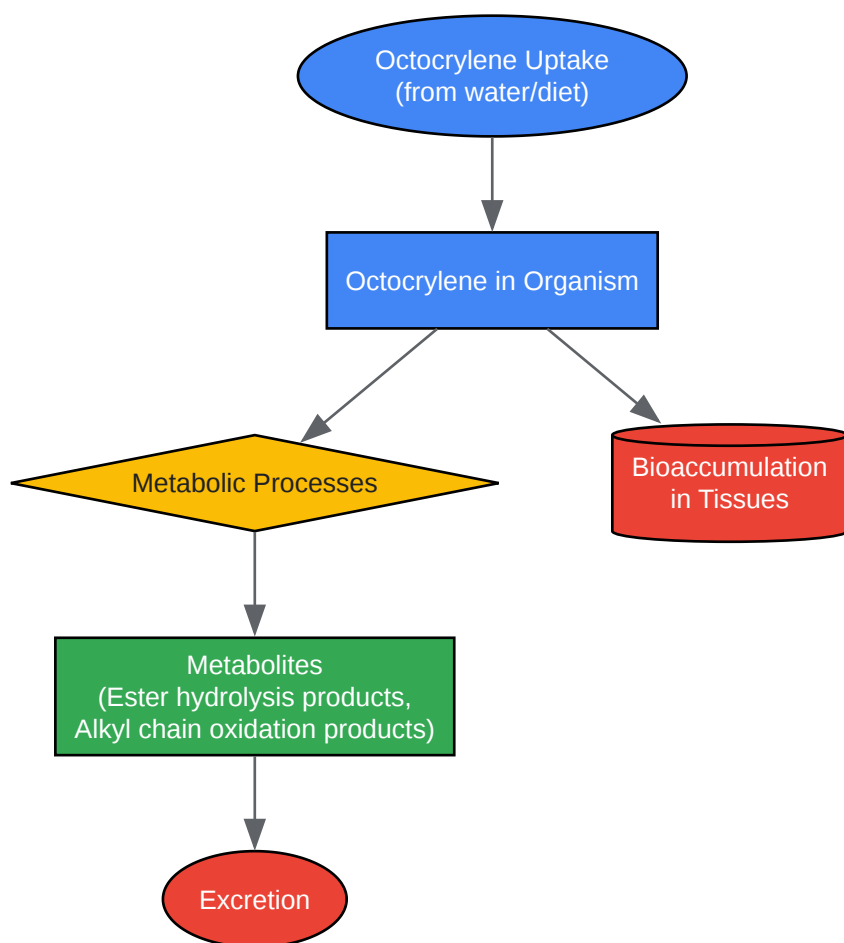 Octocrylene Uptake
(from water/diet)
Octocrylene in Organism
Metabolic Processes
Bioaccumulation
in Tissues
Metabolites
(Ester hydrolysis products,
Alkyl chain oxidation products)
Excretion